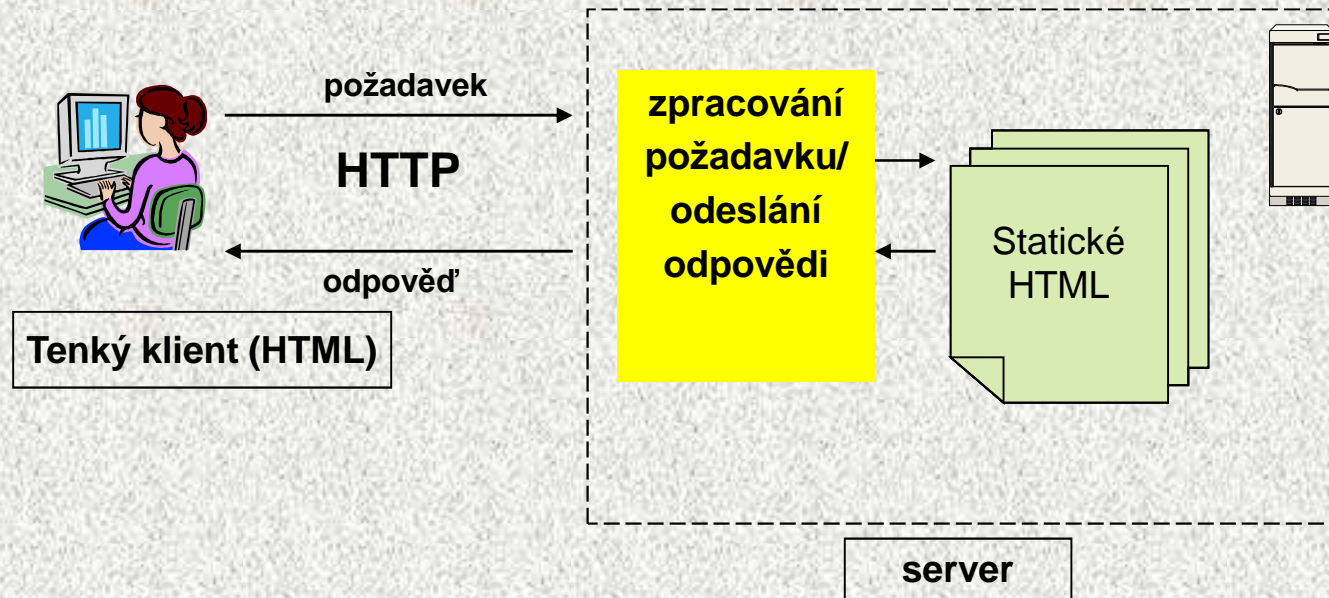 požadavek
HTTP
odpověď
Tenký klient (HTML)
zpracování
požadavku/
odeslání
odpovědi
Statické
HTML
server